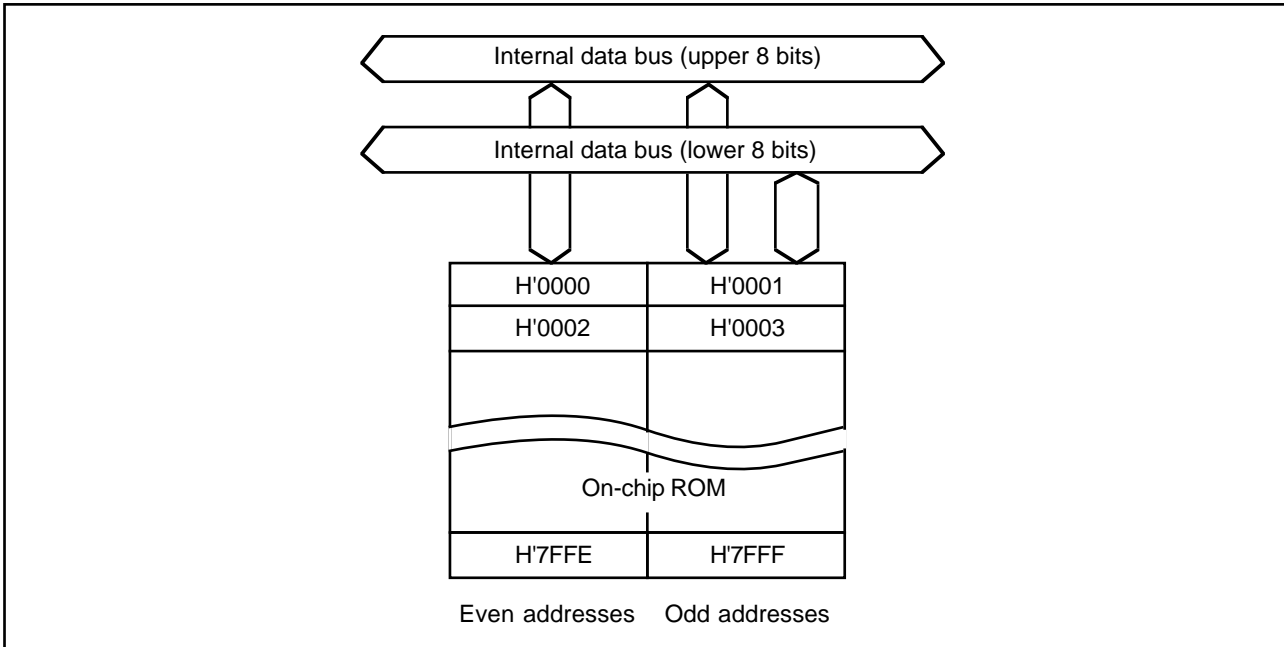 Internal data bus (upper 8 bits)
Internal data bus (lower 8 bits)
H'0000 H'0001
H'0002 H'0003
On-chip ROM
H'7FFE H'7FFF
Even addresses Odd addresses